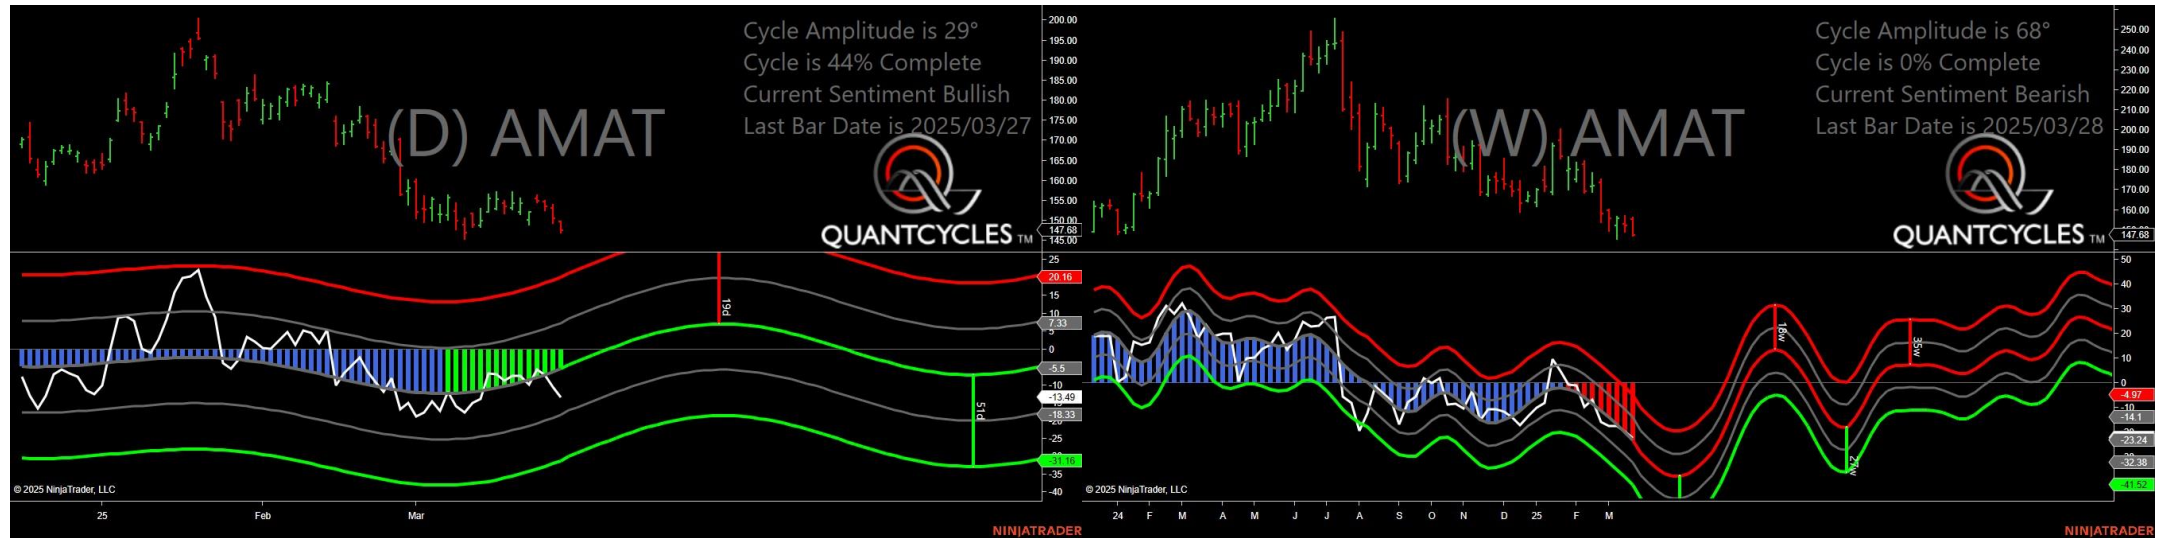 Cycle Amplitude is 29°
Cycle is 44% Complete
Current Sentiment Bullish
Last Bar Date is 2025/03/27
(D) AMAT
QUANTCYCLES TM
200.00
195.00
190.00
185.00
180.00
175.00
170.00
165.00
160.00
155.00
150.00
147.68
145.00
25
20.16
15
10
7.33
5
0
-5.5
-10
-13.49
-18.33
-20
-25
-31.16
-35
-40
19d
51d
© 2025 NinjaTrader, LLC
25
Feb
Mar
NINJATRADER
Cycle Amplitude is 68°
Cycle is 0% Complete
Current Sentiment Bearish
Last Bar Date is 2025/03/28
(W) AMAT
QUANTCYCLES TM
250.00
240.00
230.00
220.00
210.00
200.00
190.00
180.00
170.00
160.00
147.68
50
40
30
20
10
0
-4.97
-10
-14.1
-23.24
-32.38
-41.52
18w
35w
27w
© 2025 NinjaTrader, LLC
24 F M A M J J A S O N D 25 F M
NINJATRADER